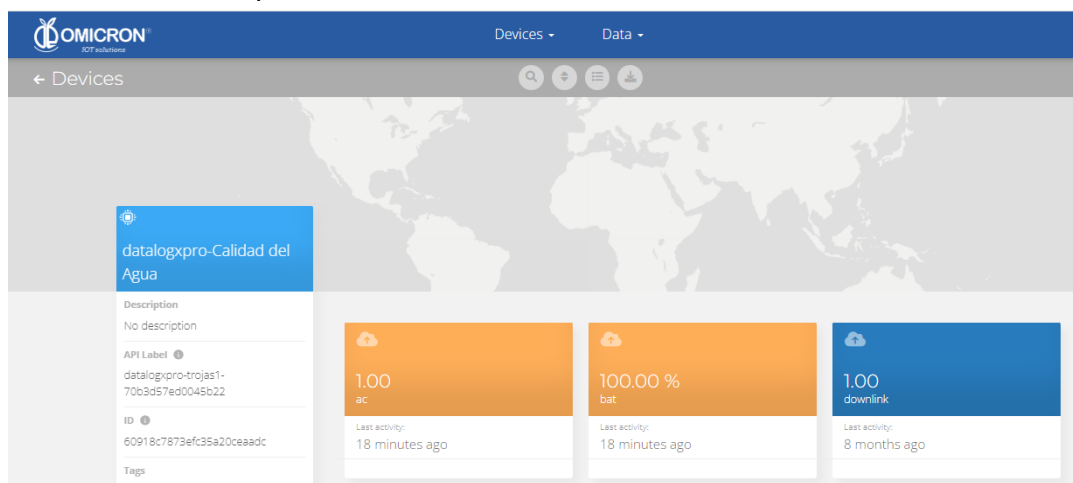 OMICRON®
IOT solutions
Devices
Data
← Devices
datalogxpro-Calidad del
Agua
Description
No description
API Label
datalogxpro-trojas1-
70b3d57ed0045b22
ID
60918c7873efc35a20ceaadc
Tags
1.00
ac
Last activity:
18 minutes ago
100.00 %
bat
Last activity:
18 minutes ago
1.00
downlink
Last activity:
8 months ago